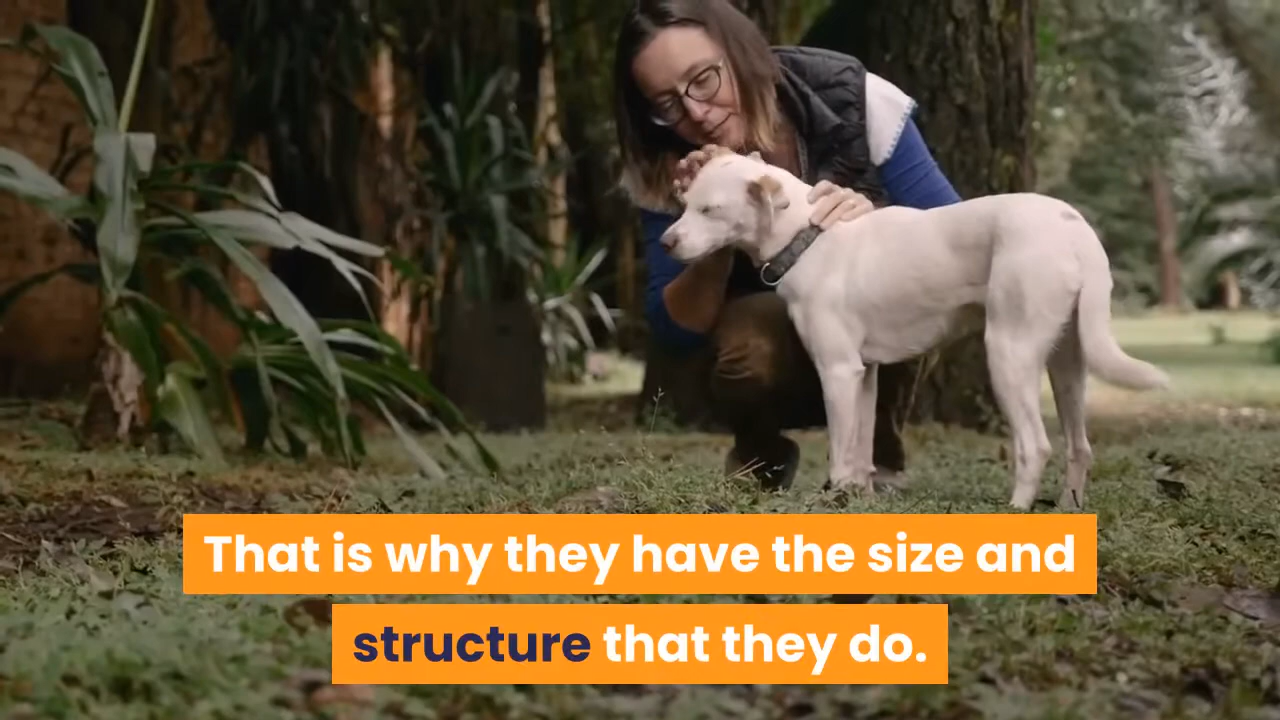 That is why they have the size and
structure that they do.